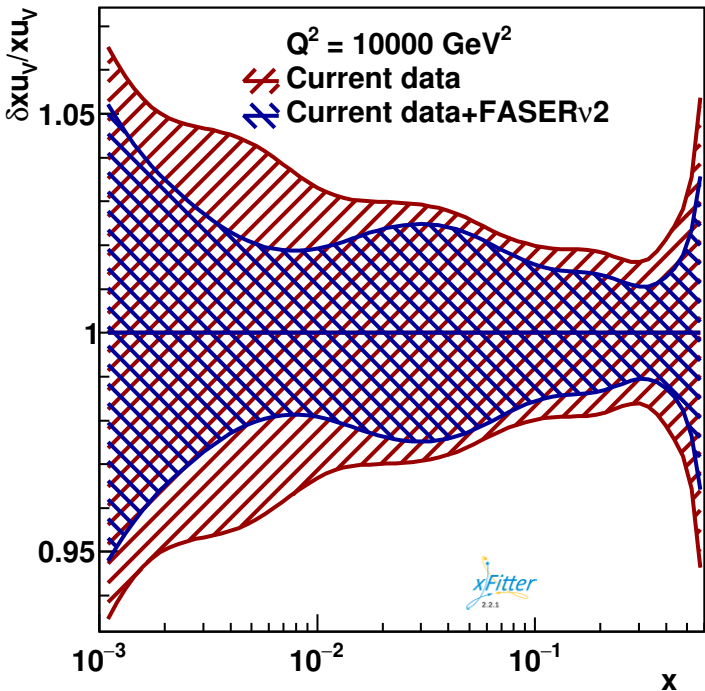 δxu_V/xu_V
Q² = 10000 GeV²
Current data
Current data+FASERν2
1.05
1
0.95
xFitter
2.2.1
10⁻³
10⁻²
10⁻¹
x